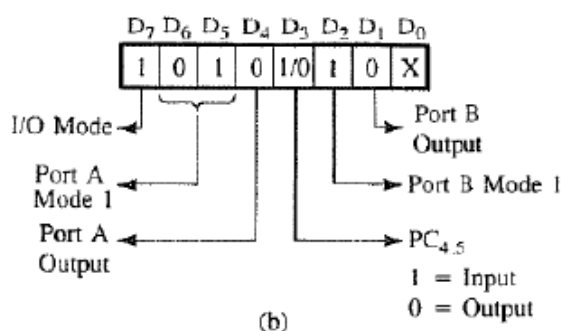 D₇ D₆ D₅ D₄ D₃ D₂ D₁ D₀
1 0 1 0 1/0 1 0 X
I/O Mode
Port B
Output
Port A
Mode 1
Port B Mode 1
Port A
Output
PC₄,₅
1 = Input
0 = Output
(b)